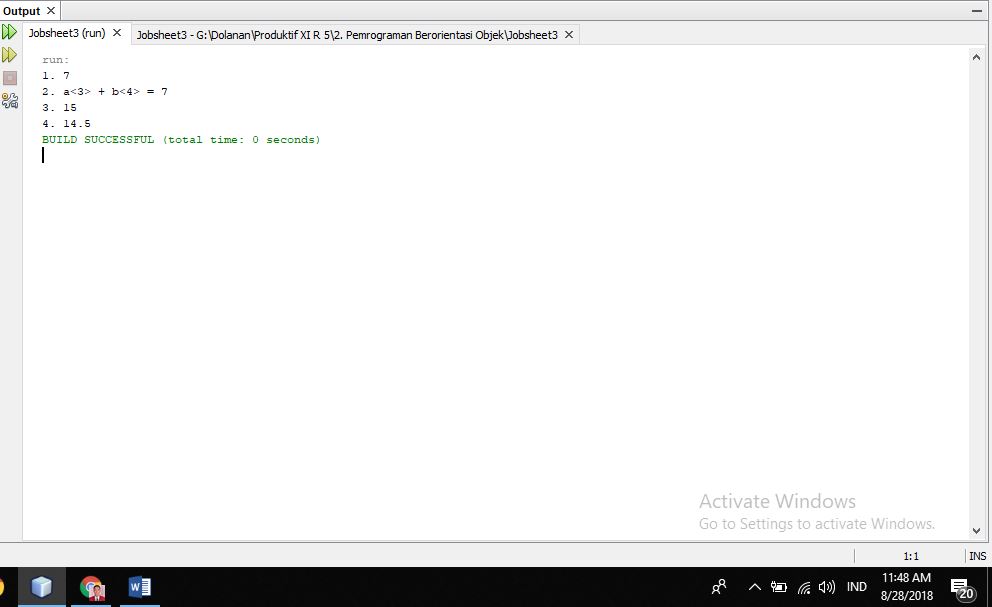 Output
Jobsheet3 (run)
Jobsheet3 - G:\Dolanan\Produktif XI R 5\2. Pemrograman Berorientasi Objek\Jobsheet3
run:
1. 7
2. a<3> + b<4> = 7
3. 15
4. 14.5
BUILD SUCCESSFUL (total time: 0 seconds)
Activate Windows
Go to Settings to activate Windows.
1:1 INS
IND
11:48 AM
8/28/2018
20